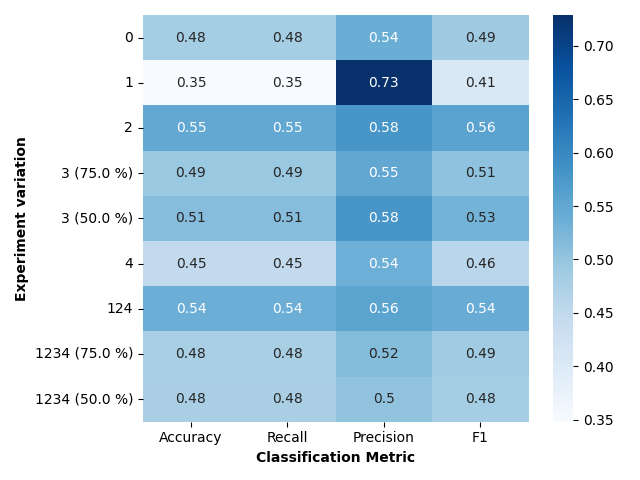 0 0.48 0.48 0.54 0.49
1 0.35 0.35 0.73 0.41
2 0.55 0.55 0.58 0.56
3 (75.0 %) 0.49 0.49 0.55 0.51
3 (50.0 %) 0.51 0.51 0.58 0.53
4 0.45 0.45 0.54 0.46
124 0.54 0.54 0.56 0.54
1234 (75.0 %) 0.48 0.48 0.52 0.49
1234 (50.0 %) 0.48 0.48 0.5 0.48
Accuracy Recall Precision F1
Classification Metric
Experiment variation
0.70
0.65
0.60
0.55
0.50
0.45
0.40
0.35